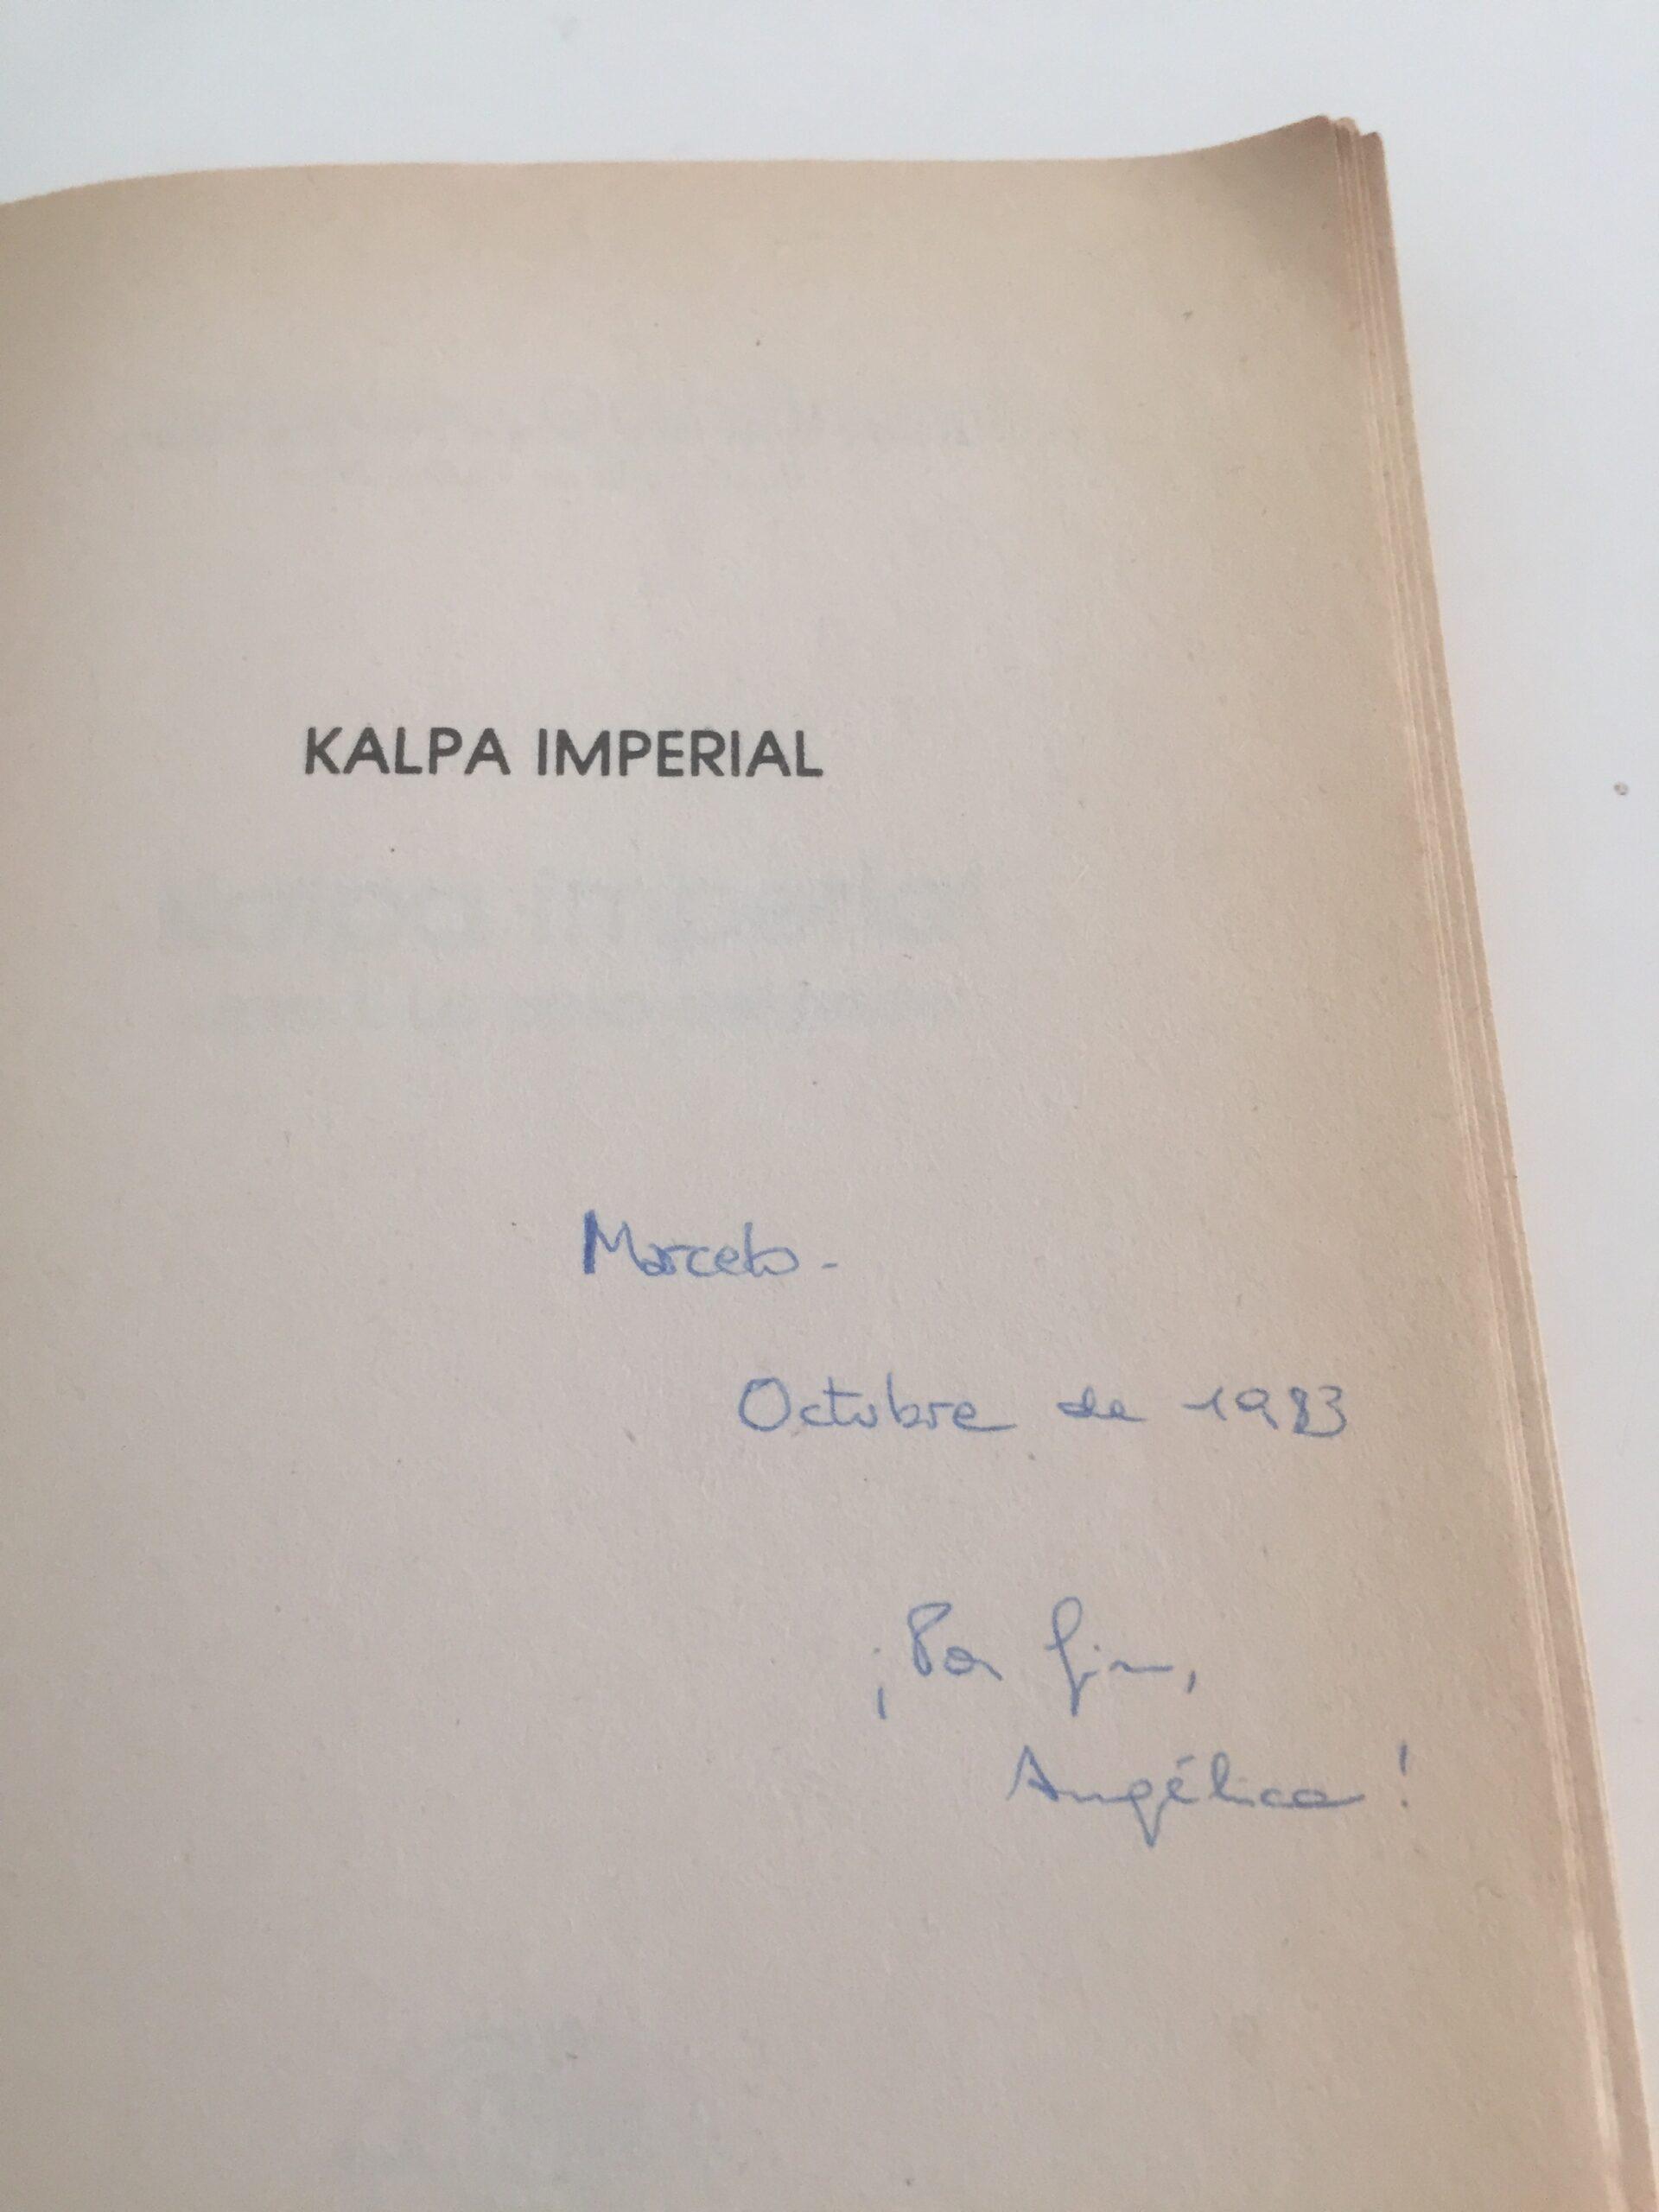 KALPA IMPERIAL
Marcelo-
Octubre de 1983
¡Por fin,
Angélica!